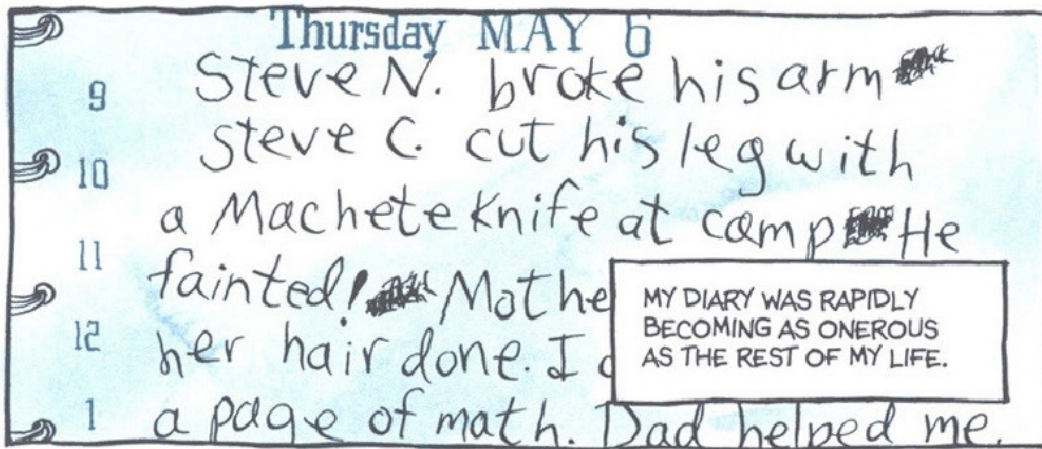 Thursday MAY 6
9
Steve N. broke his arm
steve C. cut his leg with
10
a Machete knife at camp He
11
fainted! Mothe
MY DIARY WAS RAPIDLY
BECOMING AS ONEROUS
AS THE REST OF MY LIFE.
12
her hair done. I
1
a page of math. Dad helped me.